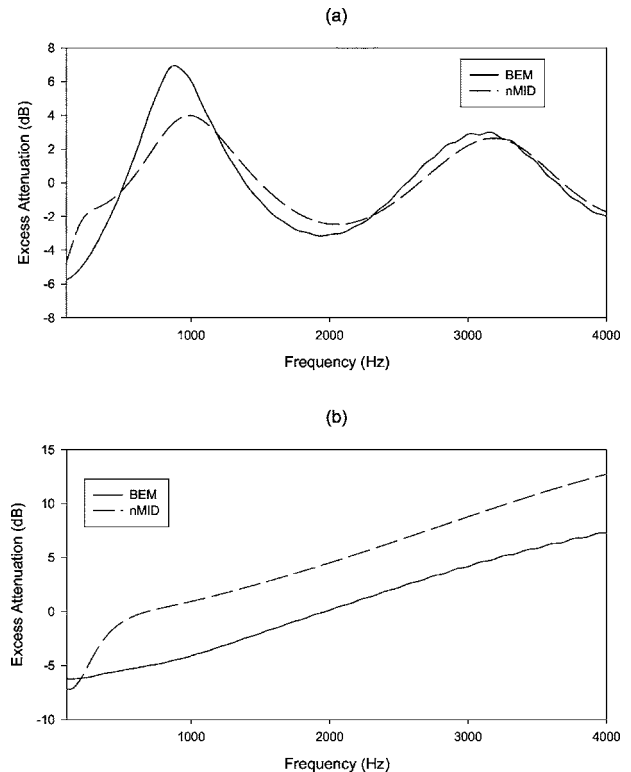 (a)
8
6
4
2
0
-2
-4
-6
-8
Excess Attenuation (dB)
BEM
nMID
1000 2000 3000 4000
Frequency (Hz)
(b)
15
10
5
0
-5
-10
Excess Attenuation (dB)
BEM
nMID
1000 2000 3000 4000
Frequency (Hz)